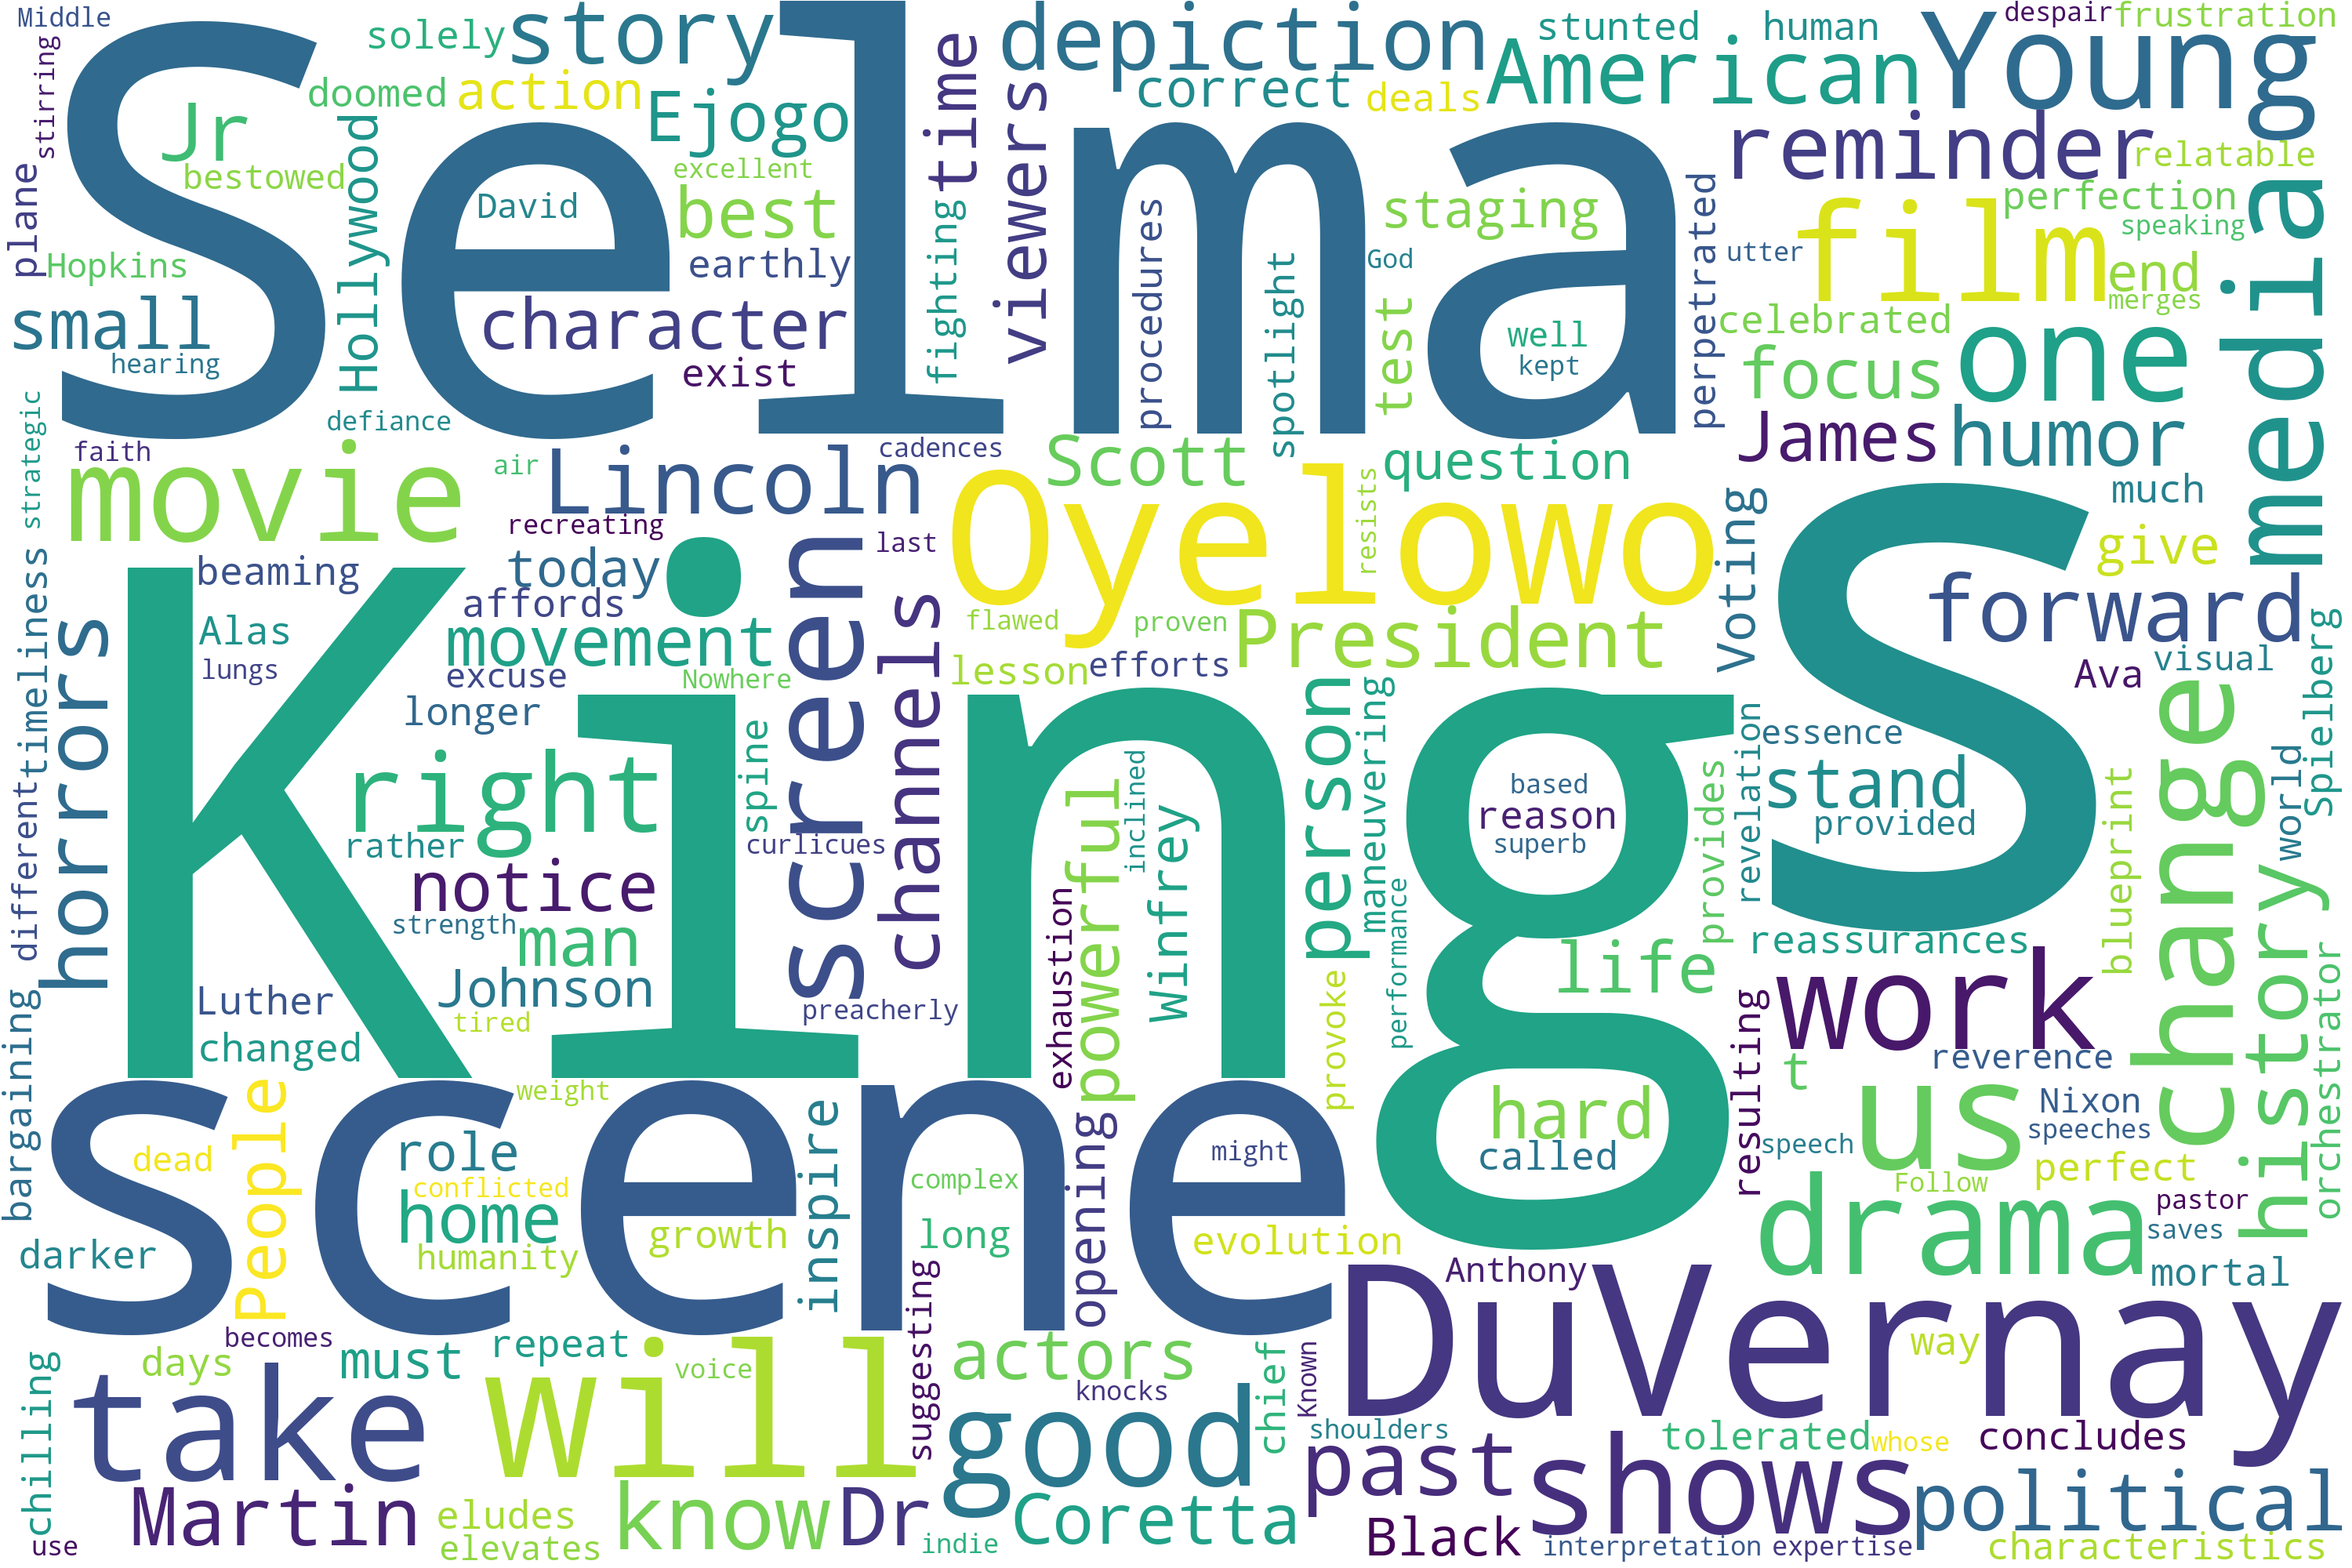 Middle
solely
story
depiction
stunted
human
despair
frustration
stirring
Jr
doomed
action
Ejogo
time
viewers
correct
deals
American
Young
media
plane
bestowed
Hollywood
David
excellent
best
fighting
procedures
staging
perpetrated
reminder
relatable
perfection
speaking
Hopkins
Selma
earthly
spotlight
God
test
utter
film
end
merges
small
hearing
character
exist
well
kept
celebrated
focus
one
strategic
defiance
faith
movie
air
Lincoln
cadences
Scott
question
James
humor
recreating
screen
last
Oyelowo
resists
Voting
much
give
differenttimeliness
horrors
beaming
today
affords
channels
flawed
proven
President
forward
Alas
movement
lungs
excuse
Nowhere
lesson
efforts
Ava
visual
Spielberg
King
longer
spine
person
maneuvering
revelation
essence
S
change
world
right
rather
curlicues
powerful
inclined
Winfrey
based
reason
superb
provides
stand
provided
blueprint
history
notice
strength
man
Johnson
exhaustion
performance
life
reassurances
orchestrator
bargaining
Luther
tired
changed
preacherly
provoke
resulting
work
reverence
t
us
People
scene
weight
opening
hard
called
might
Nixon
speeches
speech
perfect
Follow
pastor
saves
dead
role
conflicted
home
humanity
growth
inspire
complex
long
evolution
drama
mortal
darker
becomes
suggesting
Anthony
DuVernay
chilling
days
must
repeat
voice
actors
knocks
chief
Known
way
take
will
good
shoulders
past
tolerated
whose
concludes
use
Martin
eludes
elevates
know
Dr
indie
Coretta
Black
shows
interpretation
expertise
political
characteristics